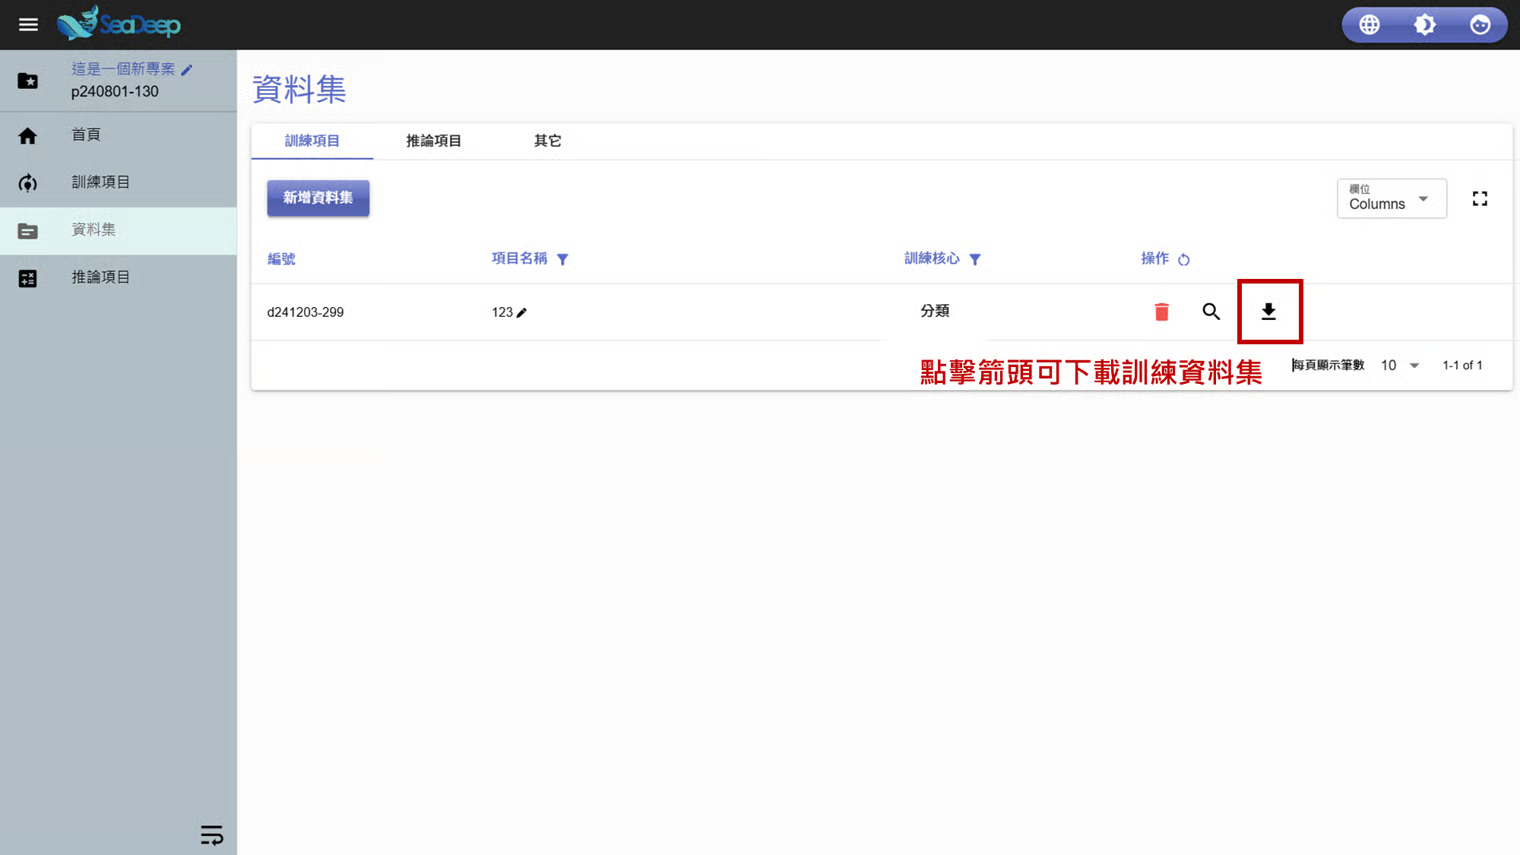 SeaDeep
這是一個新專案
p240801-130
首頁
訓練項目
資料集
推論項目
資料集
訓練項目
推論項目
其它
新增資料集
欄位
Columns
編號
項目名稱
訓練核心
操作
d241203-299
123
分類
點擊箭頭可下載訓練資料集
每頁顯示筆數
10
1-1 of 1